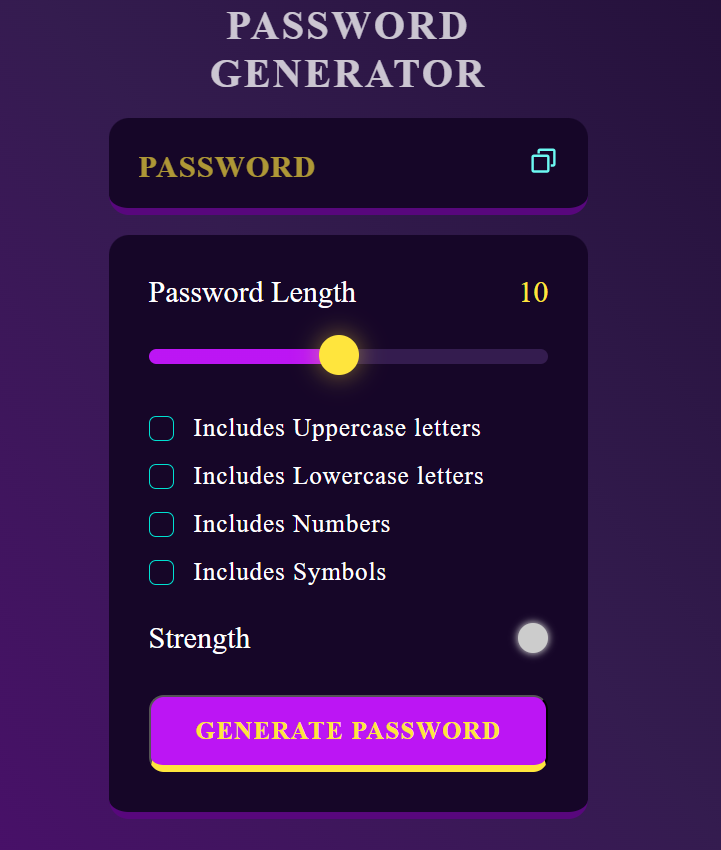 PASSWORD
GENERATOR
PASSWORD
Password Length 10
Includes Uppercase letters
Includes Lowercase letters
Includes Numbers
Includes Symbols
Strength
GENERATE PASSWORD